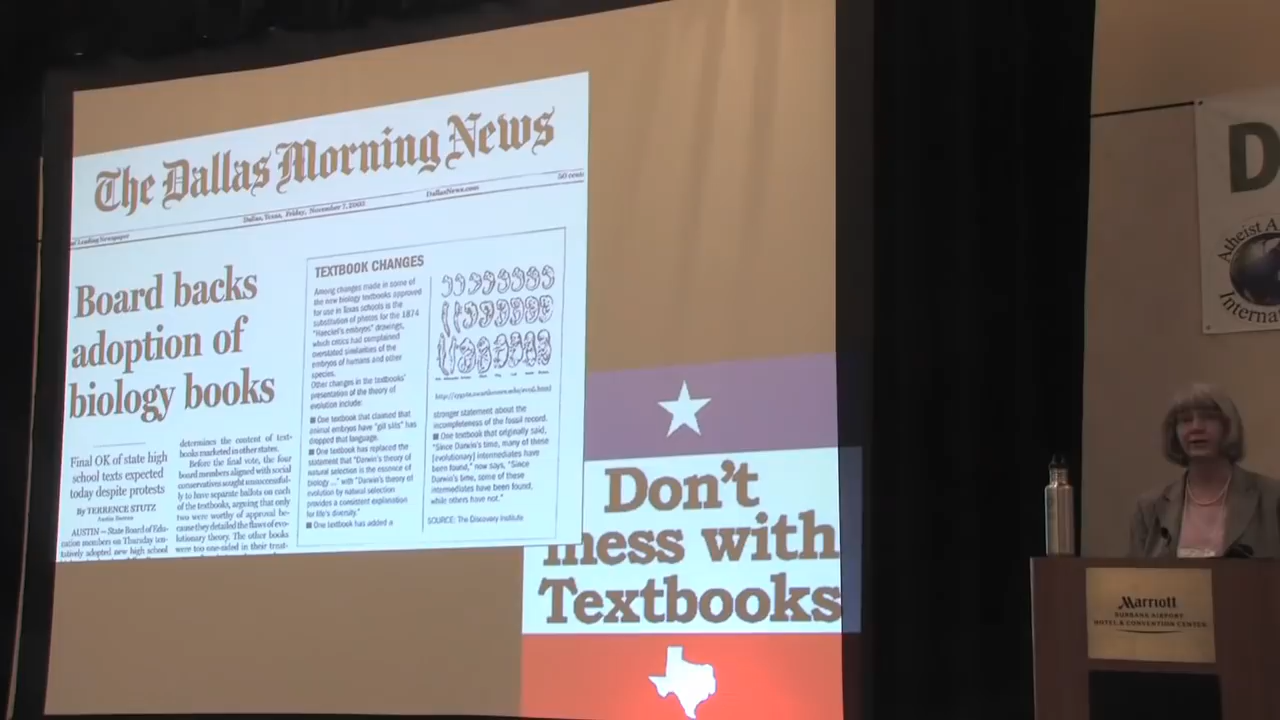 The Dallas Morning News
Leading Newspaper
Dallas, Texas, Friday, November 7, 2003
DallasNews.com
50 cents
Board backs
adoption of
biology books
Final OK of state high
school texts expected
today despite protests
By TERRENCE STUTZ
Austin Bureau
AUSTIN — State Board of Edu-
cation members on Thursday ten-
tatively adopted new high school
determines the content of text-
books marketed in other states.
Before the final vote, the four
board members aligned with social
conservatives sought unsuccessful-
ly to have separate ballots on each
of the textbooks, arguing that only
two were worthy of approval be-
cause they detailed the flaws of evo-
lutionary theory. The other books
were too one-sided in their treat-
TEXTBOOK CHANGES
Among changes made in some of
the new biology textbooks approved
for use in Texas schools is the
substitution of photos for the 1874
"Haeckel's embryos" drawings,
which critics had complained
overstated similarities of the
embryos of humans and other
species.
Other changes in the textbooks'
presentation of the theory of
evolution include:
■ One textbook that claimed that
animal embryos have "gill slits" has
dropped that language.
■ One textbook has replaced the
statement that "Darwin's theory of
natural selection is the essence of
biology ..." with "Darwin's theory of
evolution by natural selection
provides a consistent explanation
for life's diversity."
■ One textbook has added a
stronger statement about the
incompleteness of the fossil record.
■ One textbook that originally said,
"Since Darwin's time, many of these
[evolutionary] intermediates have
been found," now says, "Since
Darwin's time, some of these
intermediates have been found,
while others have not."
SOURCE: The Discovery Institute
Don't
mess with
Textbooks
D
Atheist A
Interna
Marriott
BURBANK AIRPORT
HOTEL & CONVENTION CENTER